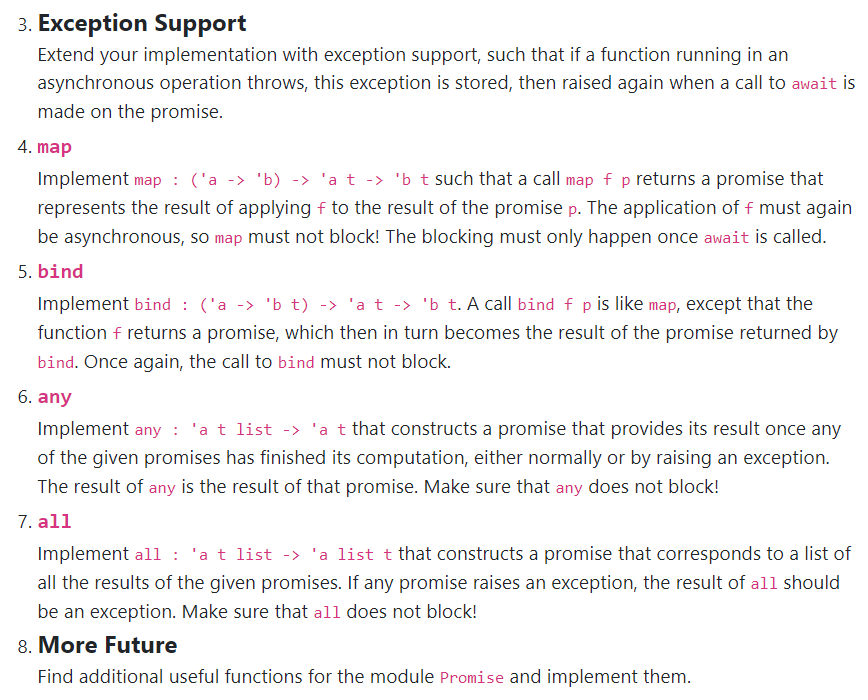 3. Exception Support
Extend your implementation with exception support, such that if a function running in an
asynchronous operation throws, this exception is stored, then raised again when a call to await is
made on the promise.
4. map
Implement map : ('a -> 'b) -> 'a t -> 'b t such that a call map f p returns a promise that
represents the result of applying f to the result of the promise p. The application of f must again
be asynchronous, so map must not block! The blocking must only happen once await is called.
5. bind
Implement bind : ('a -> 'b t) -> 'a t -> 'b t. A call bind f p is like map, except that the
function f returns a promise, which then in turn becomes the result of the promise returned by
bind. Once again, the call to bind must not block.
6. any
Implement any : 'a t list -> 'a t that constructs a promise that provides its result once any
of the given promises has finished its computation, either normally or by raising an exception.
The result of any is the result of that promise. Make sure that any does not block!
7. all
Implement all : 'a t list -> 'a list t that constructs a promise that corresponds to a list of
all the results of the given promises. If any promise raises an exception, the result of all should
be an exception. Make sure that all does not block!
8. More Future
Find additional useful functions for the module Promise and implement them.